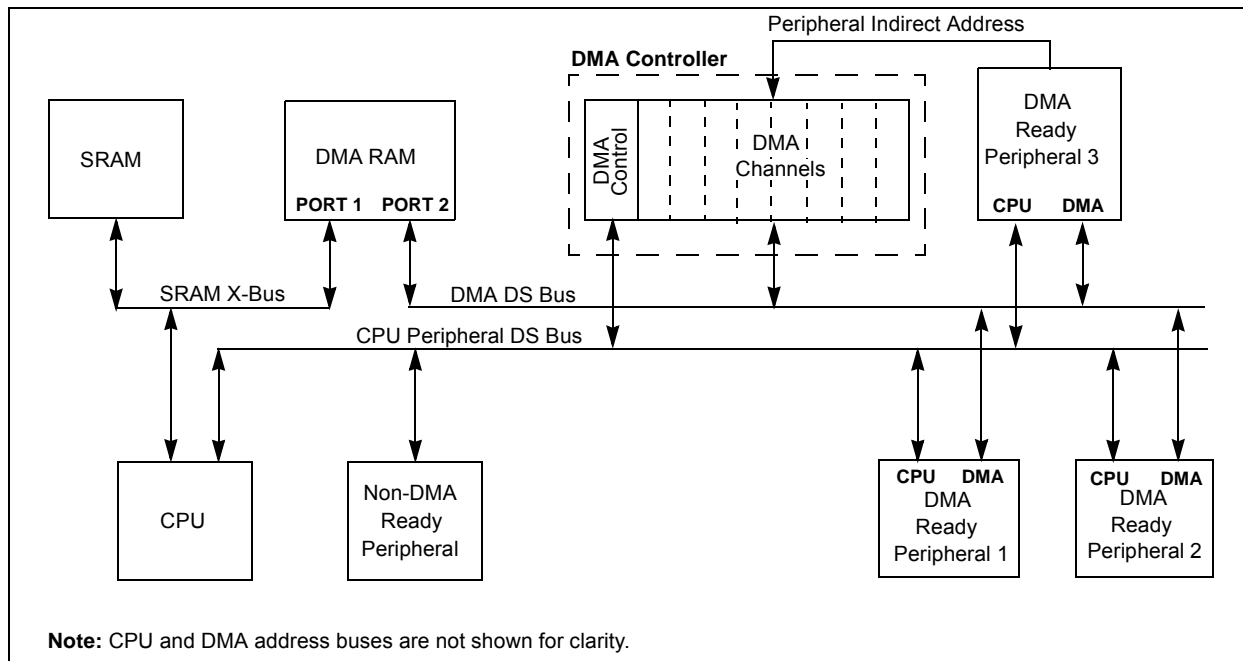 Peripheral Indirect Address
DMA Controller
SRAM
DMA RAM
PORT 1 PORT 2
DMA
Control
DMA
Channels
DMA
Ready
Peripheral 3
CPU DMA
SRAM X-Bus
DMA DS Bus
CPU Peripheral DS Bus
CPU
Non-DMA
Ready
Peripheral
CPU DMA
DMA
Ready
Peripheral 1
CPU DMA
DMA
Ready
Peripheral 2
Note: CPU and DMA address buses are not shown for clarity.